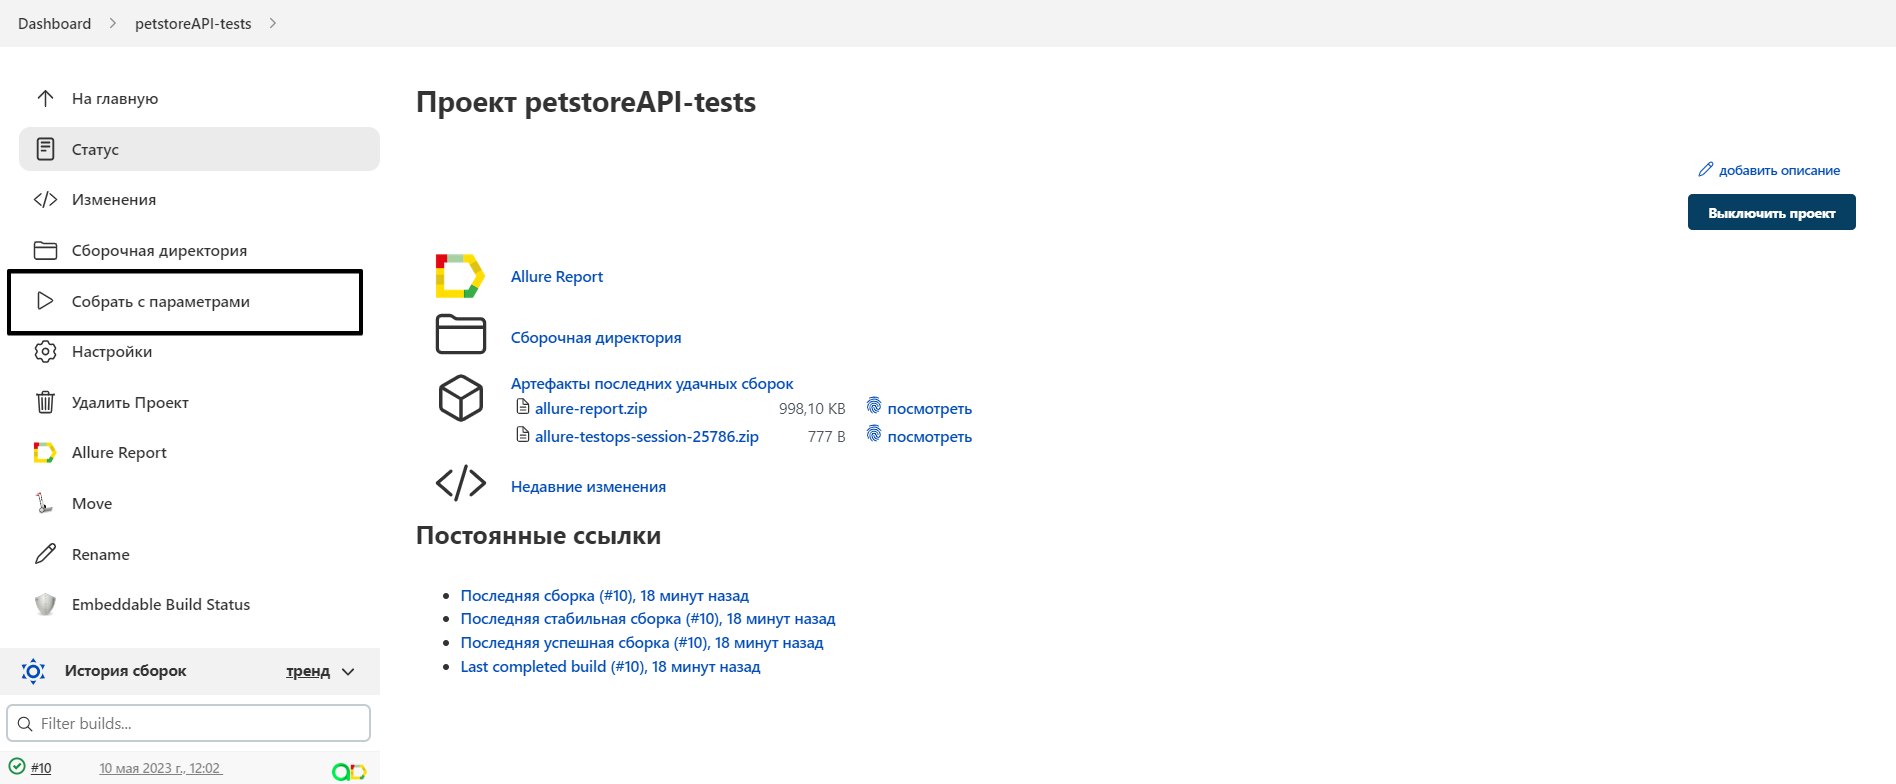 Dashboard
petstoreAPI-tests
На главную
Статус
Изменения
Сборочная директория
Собрать с параметрами
Настройки
Удалить Проект
Allure Report
Move
Rename
Embeddable Build Status
История сборок
тренд
Filter builds...
#10
10 мая 2023 г., 12:02
Проект petstoreAPI-tests
добавить описание
Выключить проект
Allure Report
Сборочная директория
Артефакты последних удачных сборок
allure-report.zip 998,10 KB посмотреть
allure-testops-session-25786.zip 777 B посмотреть
Недавние изменения
Постоянные ссылки
Последняя сборка (#10), 18 минут назад
Последняя стабильная сборка (#10), 18 минут назад
Последняя успешная сборка (#10), 18 минут назад
Last completed build (#10), 18 минут назад